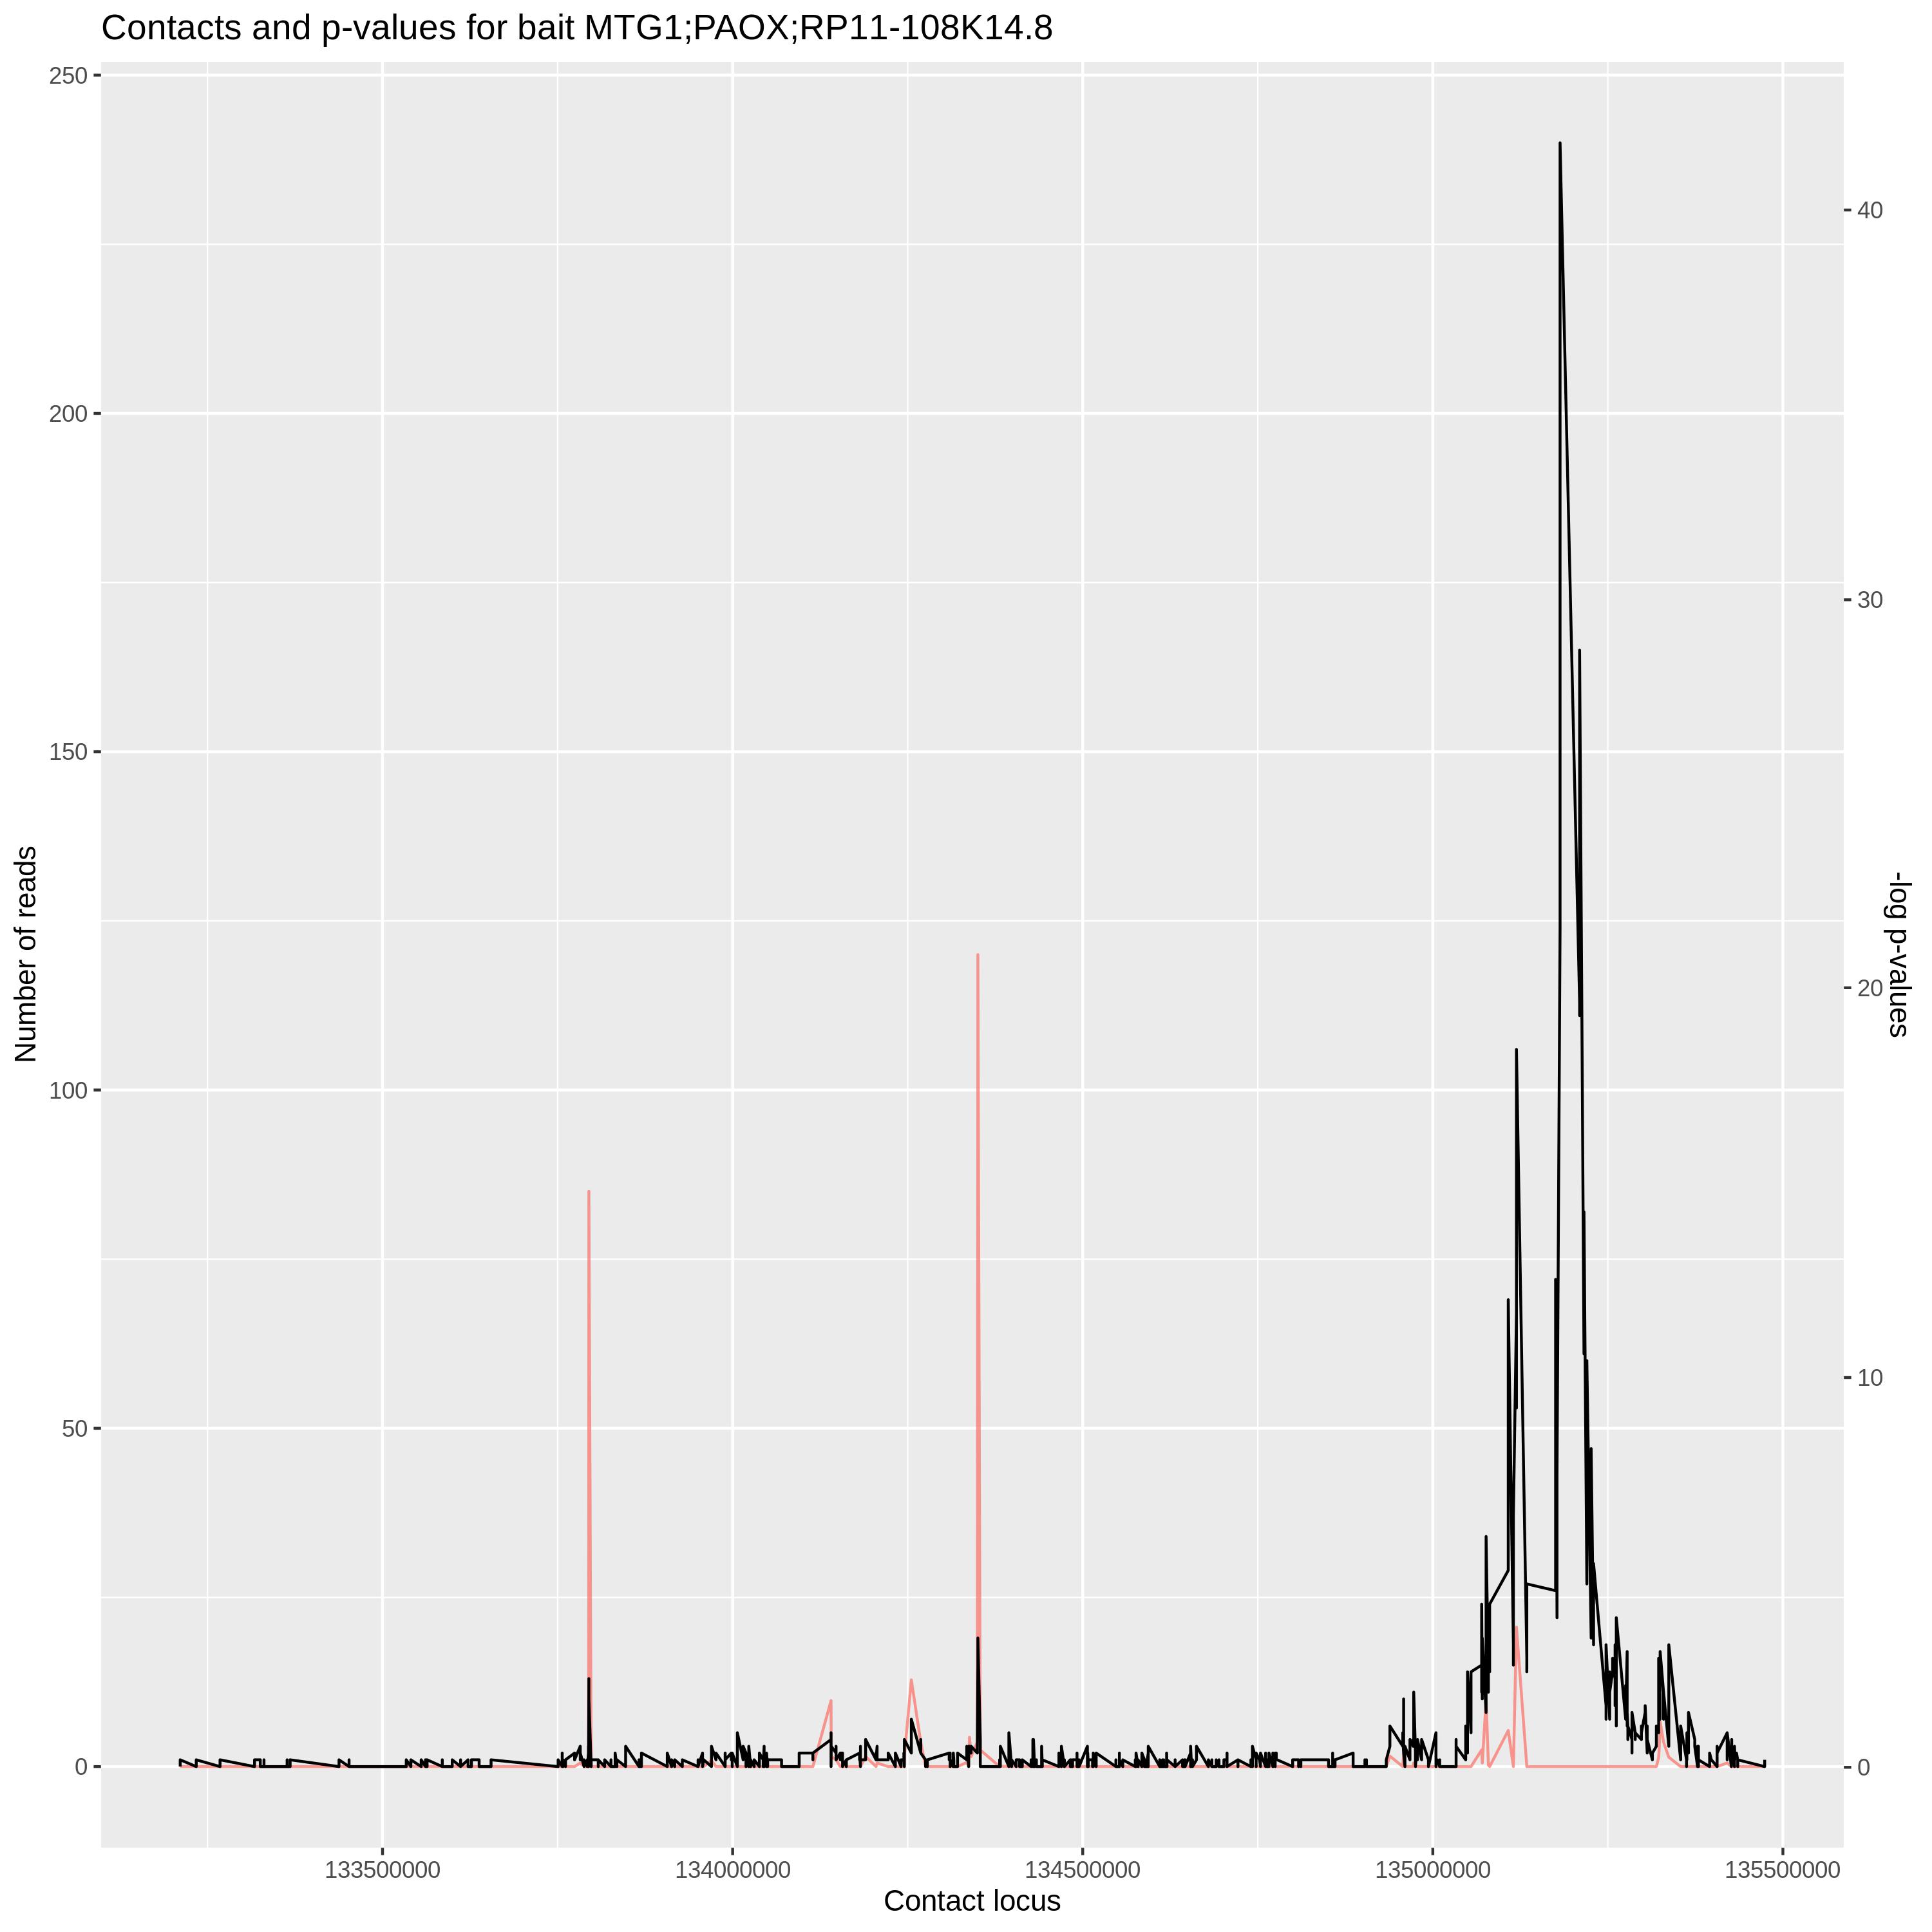 Contacts and p-values for bait MTG1;PAOX;RP11-108K14.8
250
200
150
100
50
0
Number of reads
40
30
20
10
0
-log p-values
133500000 134000000 134500000 135000000 135500000
Contact locus